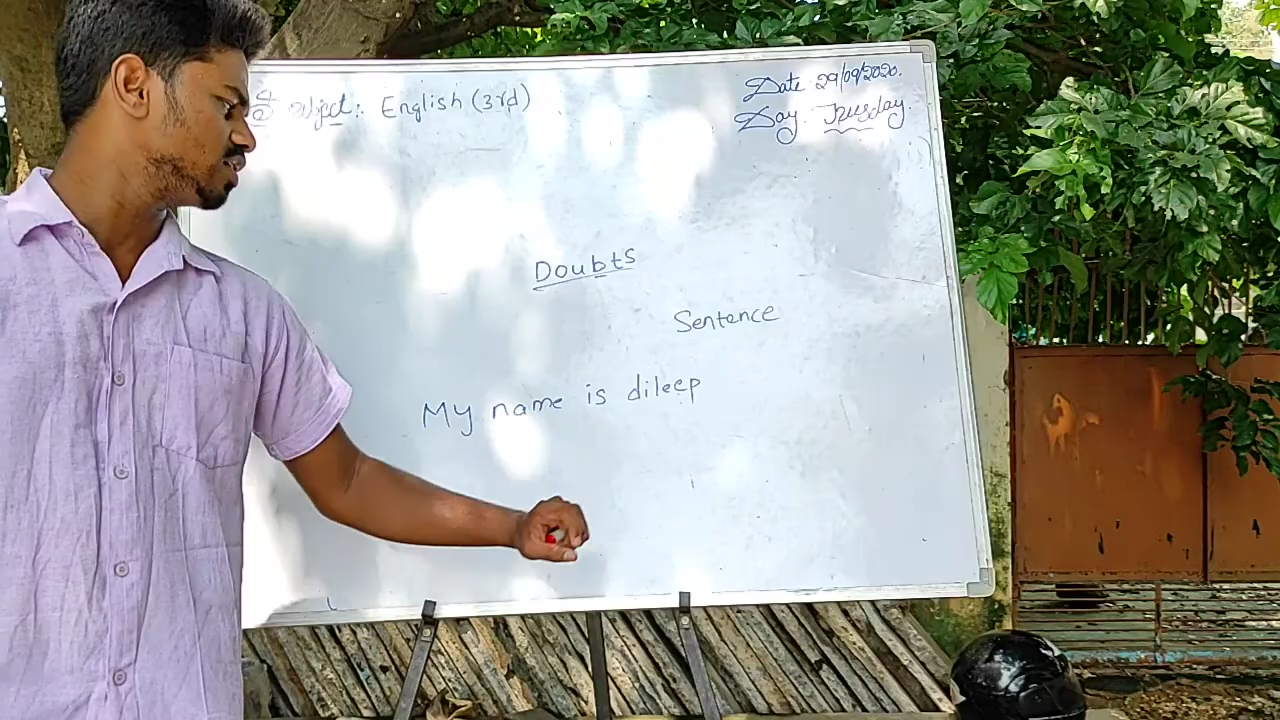 Subject:. English (3rd)
Date 29/09/2020.
Day. Tuesday.
Doubts
Sentence
My name is dileep